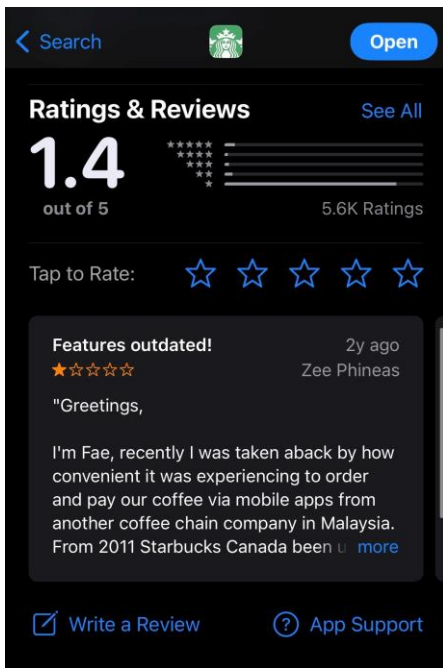 Search
Open
Ratings & Reviews
See All
1.4
out of 5
5.6K Ratings
Tap to Rate:
Features outdated!
2y ago
Zee Phineas
"Greetings,
I'm Fae, recently I was taken aback by how
convenient it was experiencing to order
and pay our coffee via mobile apps from
another coffee chain company in Malaysia.
From 2011 Starbucks Canada been u more
Write a Review
App Support